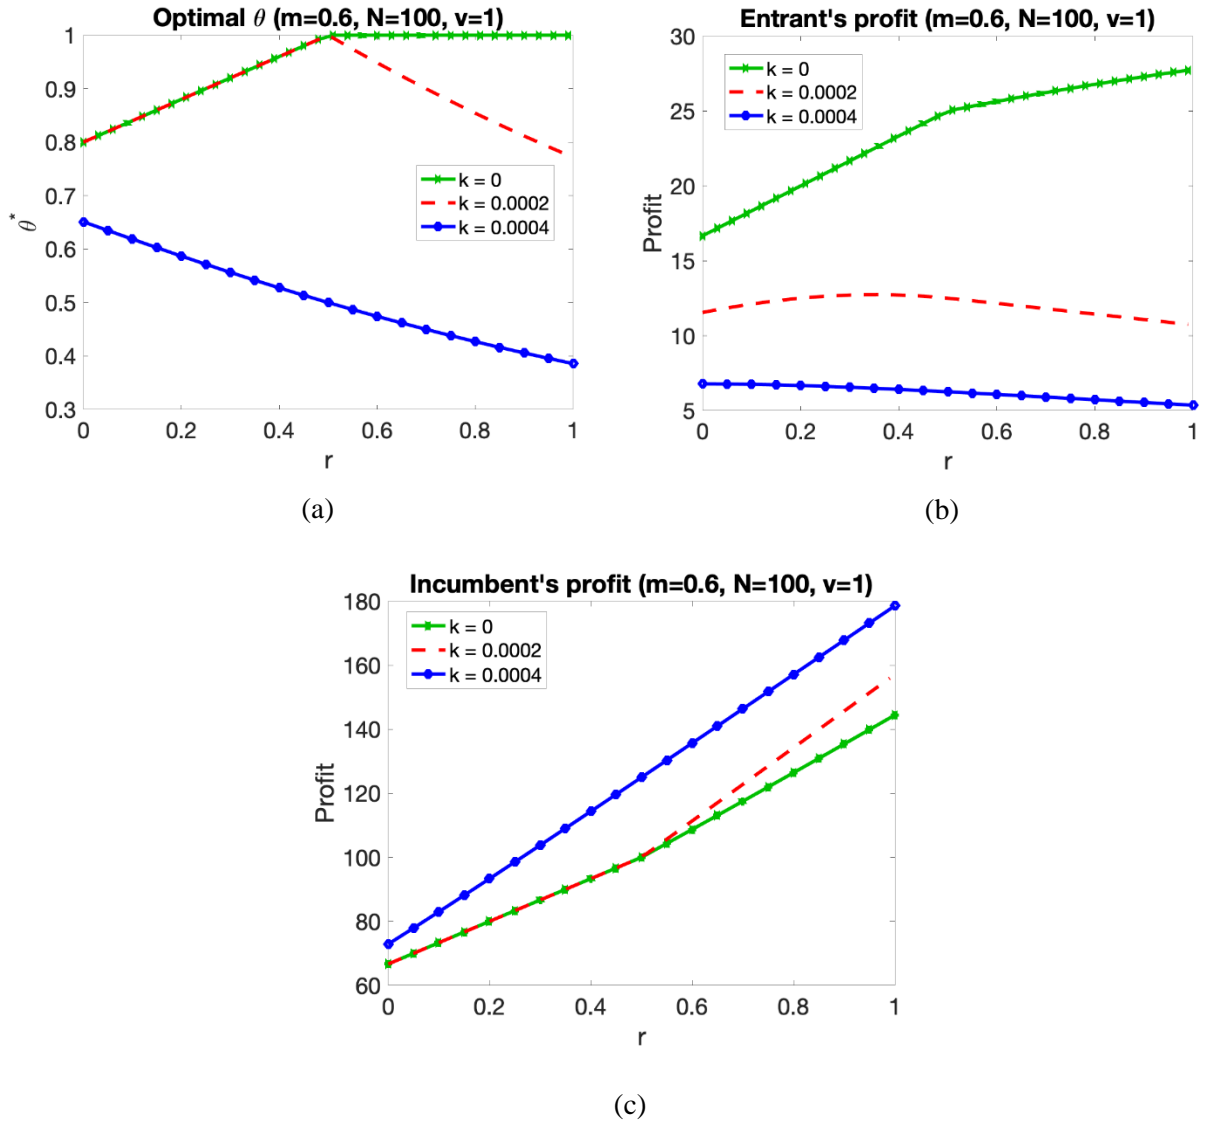 Optimal θ (m=0.6, N=100, v=1)
1
0.9
0.8
0.7
0.6
0.5
0.4
0.3
θ*
0 0.2 0.4 0.6 0.8 1
r
k = 0
k = 0.0002
k = 0.0004
(a)
Entrant's profit (m=0.6, N=100, v=1)
30
25
20
15
10
5
Profit
0 0.2 0.4 0.6 0.8 1
r
k = 0
k = 0.0002
k = 0.0004
(b)
Incumbent's profit (m=0.6, N=100, v=1)
180
160
140
120
100
80
60
Profit
0 0.2 0.4 0.6 0.8 1
r
k = 0
k = 0.0002
k = 0.0004
(c)